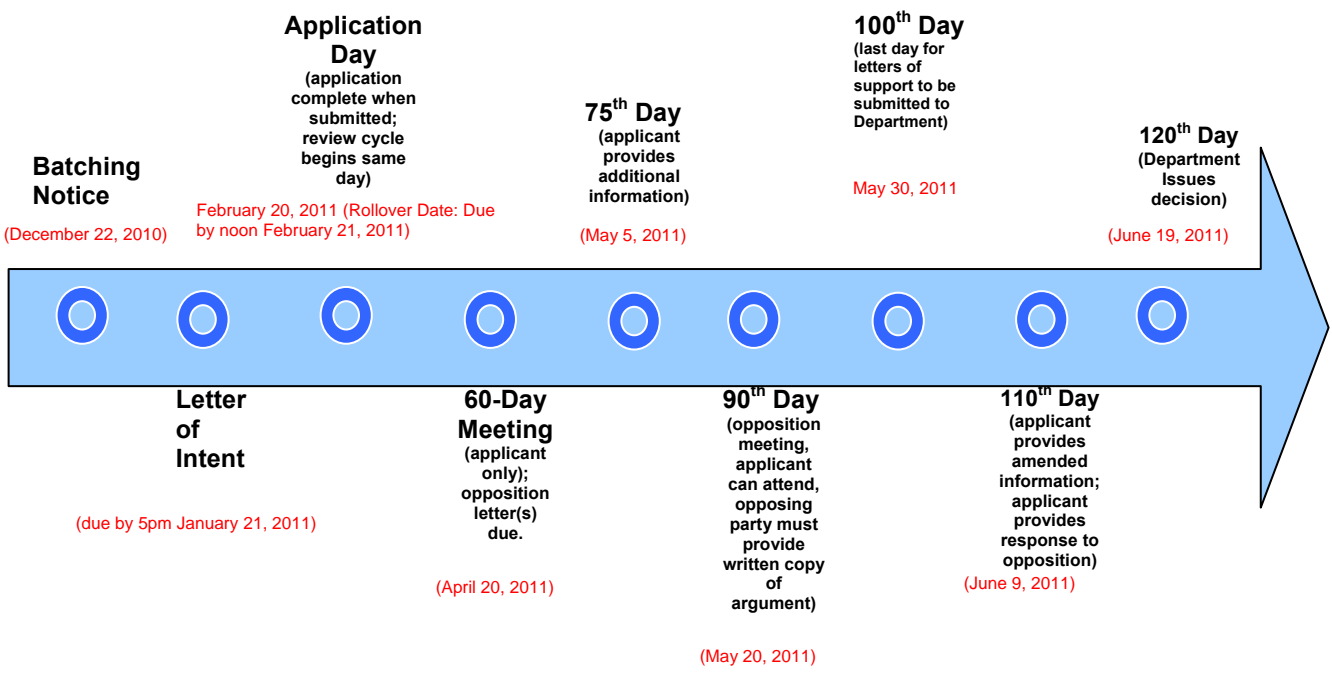 Batching
Notice
(December 22, 2010)
Letter
of
Intent
(due by 5pm January 21, 2011)
Application
Day
(application
complete when
submitted;
review cycle
begins same
day)
February 20, 2011 (Rollover Date: Due
by noon February 21, 2011)
60-Day
Meeting
(applicant
only);
opposition
letter(s)
due.
(April 20, 2011)
75th Day
(applicant
provides
additional
information)
(May 5, 2011)
90th Day
(opposition
meeting,
applicant
can attend,
opposing
party must
provide
written copy
of
argument)
(May 20, 2011)
100th Day
(last day for
letters of
support to be
submitted to
Department)
May 30, 2011
110th Day
(applicant
provides
amended
information;
applicant
provides
response to
opposition)
(June 9, 2011)
120th Day
(Department
Issues
decision)
(June 19, 2011)